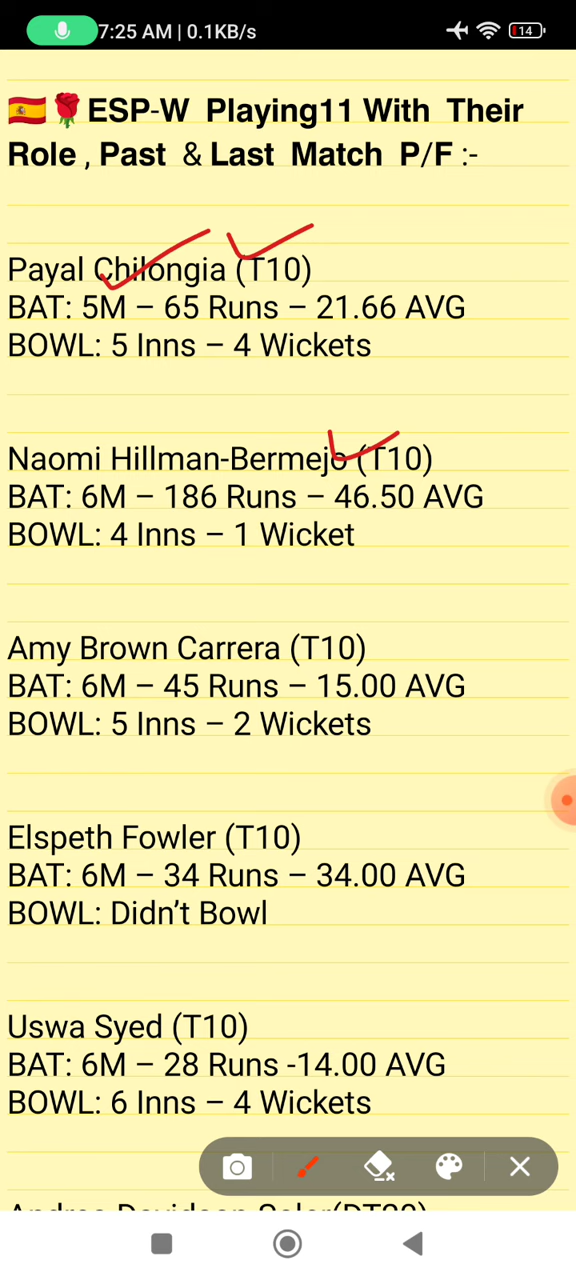 7:25 AM | 0.1KB/s
14
🇪🇸🌹ESP-W Playing11 With Their
Role , Past & Last Match P/F :-
Payal Chilongia (T10)
BAT: 5M – 65 Runs – 21.66 AVG
BOWL: 5 Inns – 4 Wickets
Naomi Hillman-Bermejo (T10)
BAT: 6M – 186 Runs – 46.50 AVG
BOWL: 4 Inns – 1 Wicket
Amy Brown Carrera (T10)
BAT: 6M – 45 Runs – 15.00 AVG
BOWL: 5 Inns – 2 Wickets
Elspeth Fowler (T10)
BAT: 6M – 34 Runs – 34.00 AVG
BOWL: Didn’t Bowl
Uswa Syed (T10)
BAT: 6M – 28 Runs -14.00 AVG
BOWL: 6 Inns – 4 Wickets